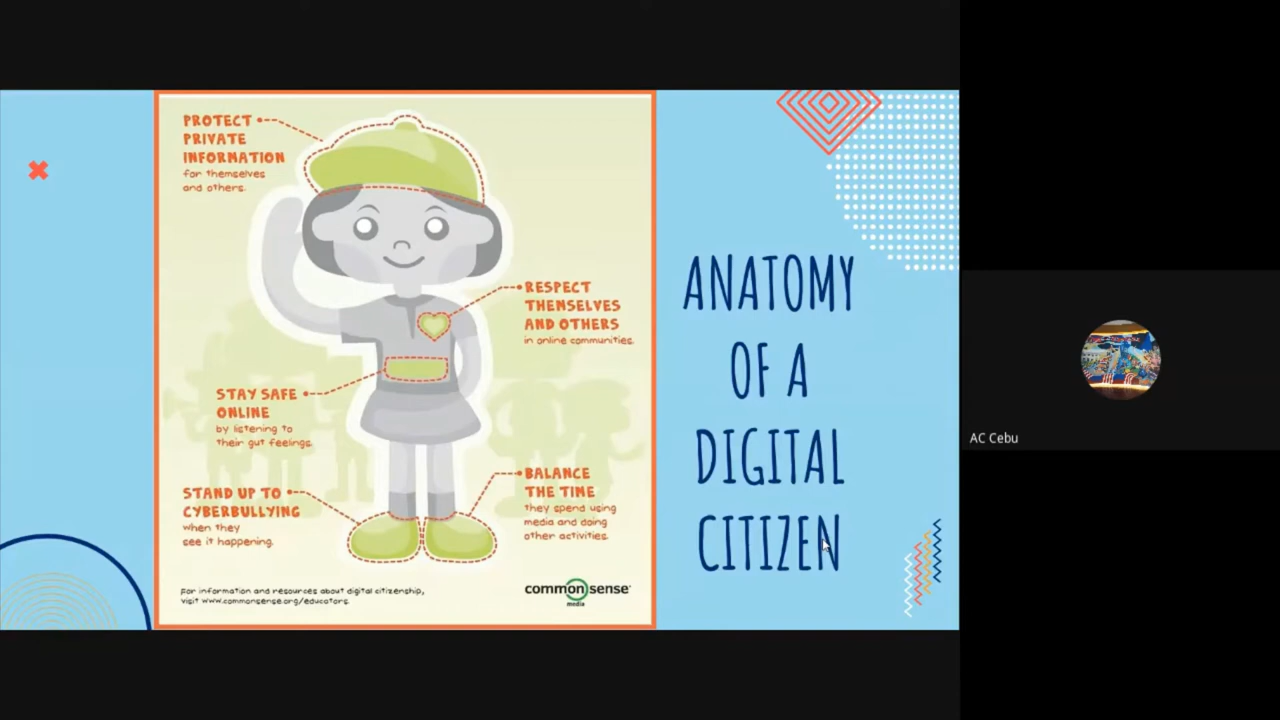 PROTECT
PRIVATE
INFORMATION
for themselves
and others.
RESPECT
THEMSELVES
AND OTHERS
in online communities.
STAY SAFE
ONLINE
by listening to
their gut feelings.
STAND UP TO
CYBERBULLYING
when they
see it happening.
BALANCE
THE TIME
they spend using
media and doing
other activities.
For information and resources about digital citizenship,
visit www.commonsense.org/educators.
common sense
media
ANATOMY
OF A
DIGITAL
CITIZEN
AC Cebu